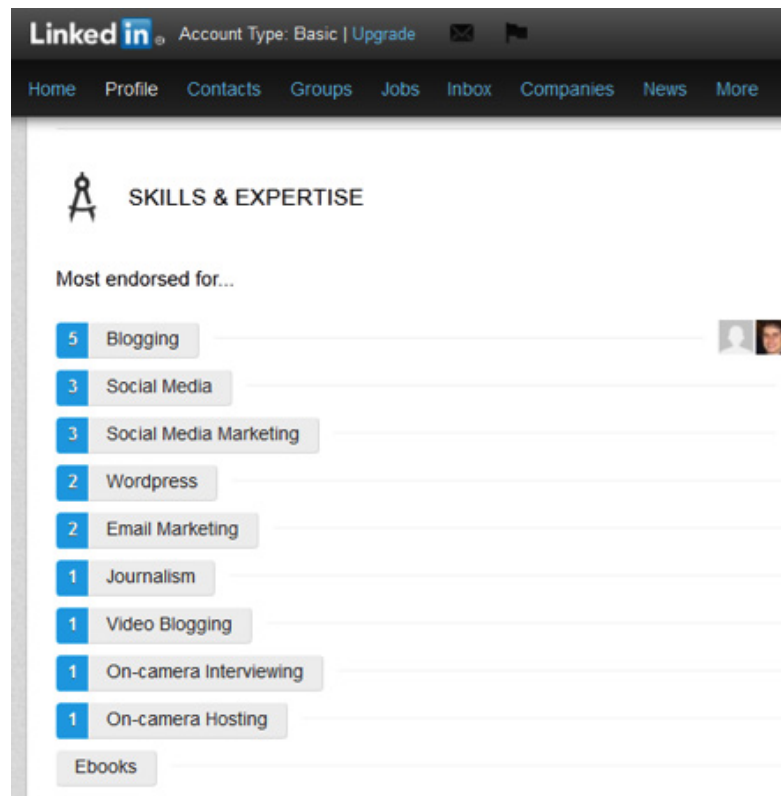 Linked in ® Account Type: Basic | Upgrade
Home Profile Contacts Groups Jobs Inbox Companies News More
SKILLS & EXPERTISE
Most endorsed for...
5 Blogging
3 Social Media
3 Social Media Marketing
2 Wordpress
2 Email Marketing
1 Journalism
1 Video Blogging
1 On-camera Interviewing
1 On-camera Hosting
Ebooks